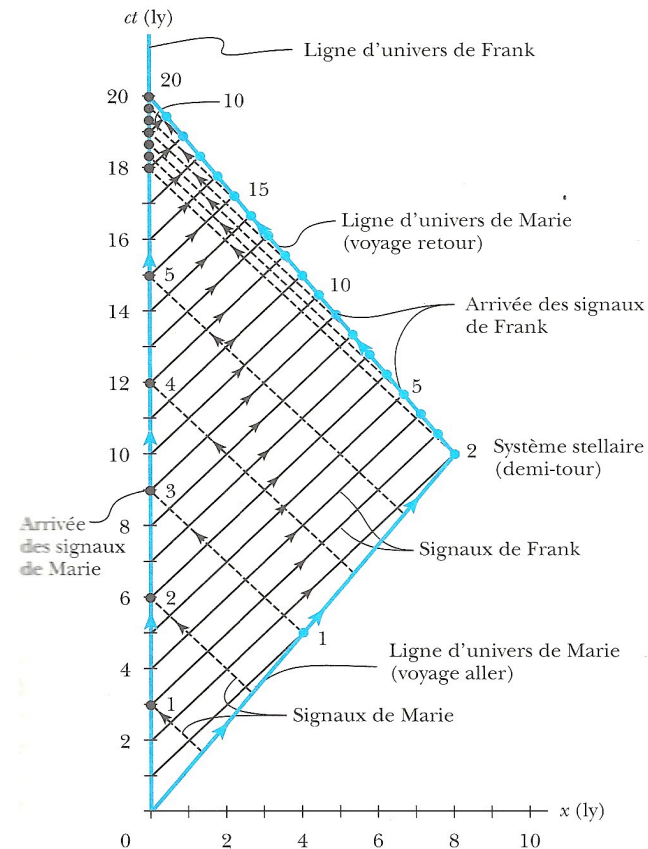 ct (ly)
Ligne d'univers de Frank
20
20
10
18
15
Ligne d'univers de Marie
(voyage retour)
16
5
10
14
Arrivée des signaux
de Frank
12
4
5
10
2
Système stellaire
(demi-tour)
3
Arrivée
des signaux
de Marie
8
Signaux de Frank
6
2
1
Ligne d'univers de Marie
(voyage aller)
4
1
Signaux de Marie
2
x (ly)
0
2
4
6
8
10